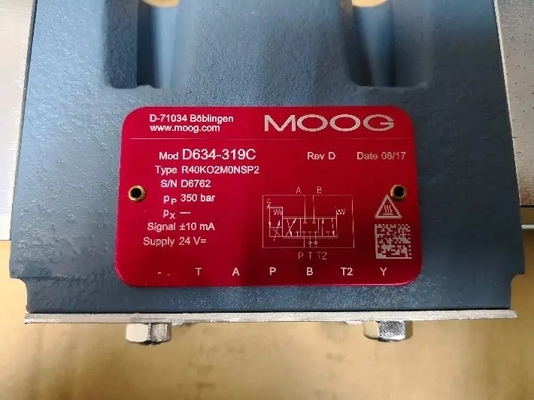 D-71034 Böblingen
www.moog.com
MOOG
Mod D634-319C Rev D Date 08/17
Type R40KO2M0NSP2
S/N D6762
pP 350 bar
pX ---
Signal ±10 mA
Supply 24 V=
A B
P T T2
- - T A P B T2 Y